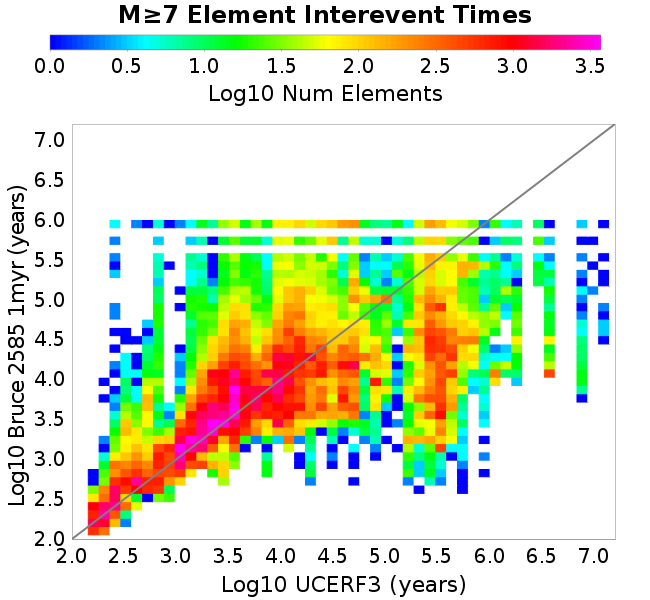 M≥7 Element Interevent Times
0.0 0.5 1.0 1.5 2.0 2.5 3.0 3.5
Log10 Num Elements
7.0
6.5
6.0
5.5
5.0
4.5
4.0
3.5
3.0
2.5
2.0
Log10 Bruce 2585 1myr (years)
2.0 2.5 3.0 3.5 4.0 4.5 5.0 5.5 6.0 6.5 7.0
Log10 UCERF3 (years)